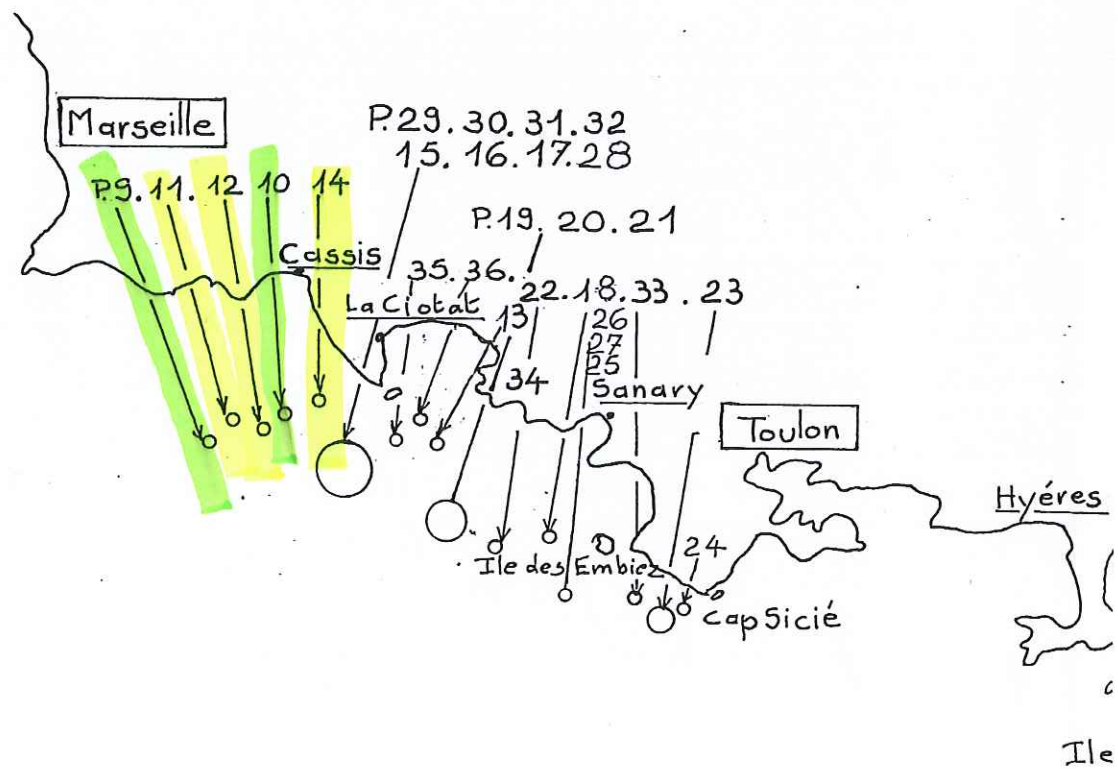 Marseille
P.29.30.31.32
15.16.17.28
P.9.11.12 10 14
P.19.20.21
Cassis
35.36.
La Ciotat
22.18.33.23
13
26
27
25
34
Sanary
Toulon
Hyéres
24
Ile des Embiez
Cap Sicié
Ile